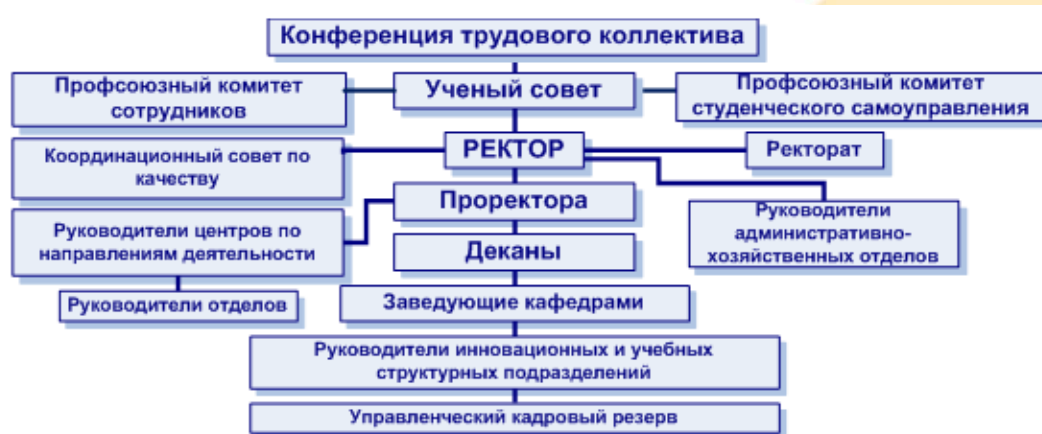 Конференция трудового коллектива
Профсоюзный комитет
сотрудников
Ученый совет
Профсоюзный комитет
студенческого самоуправления
Координационный совет по
качеству
РЕКТОР
Ректорат
Проректора
Руководители
административно-
хозяйственных отделов
Руководители центров по
направлениям деятельности
Деканы
Руководители отделов
Заведующие кафедрами
Руководители инновационных и учебных
структурных подразделений
Управленческий кадровый резерв